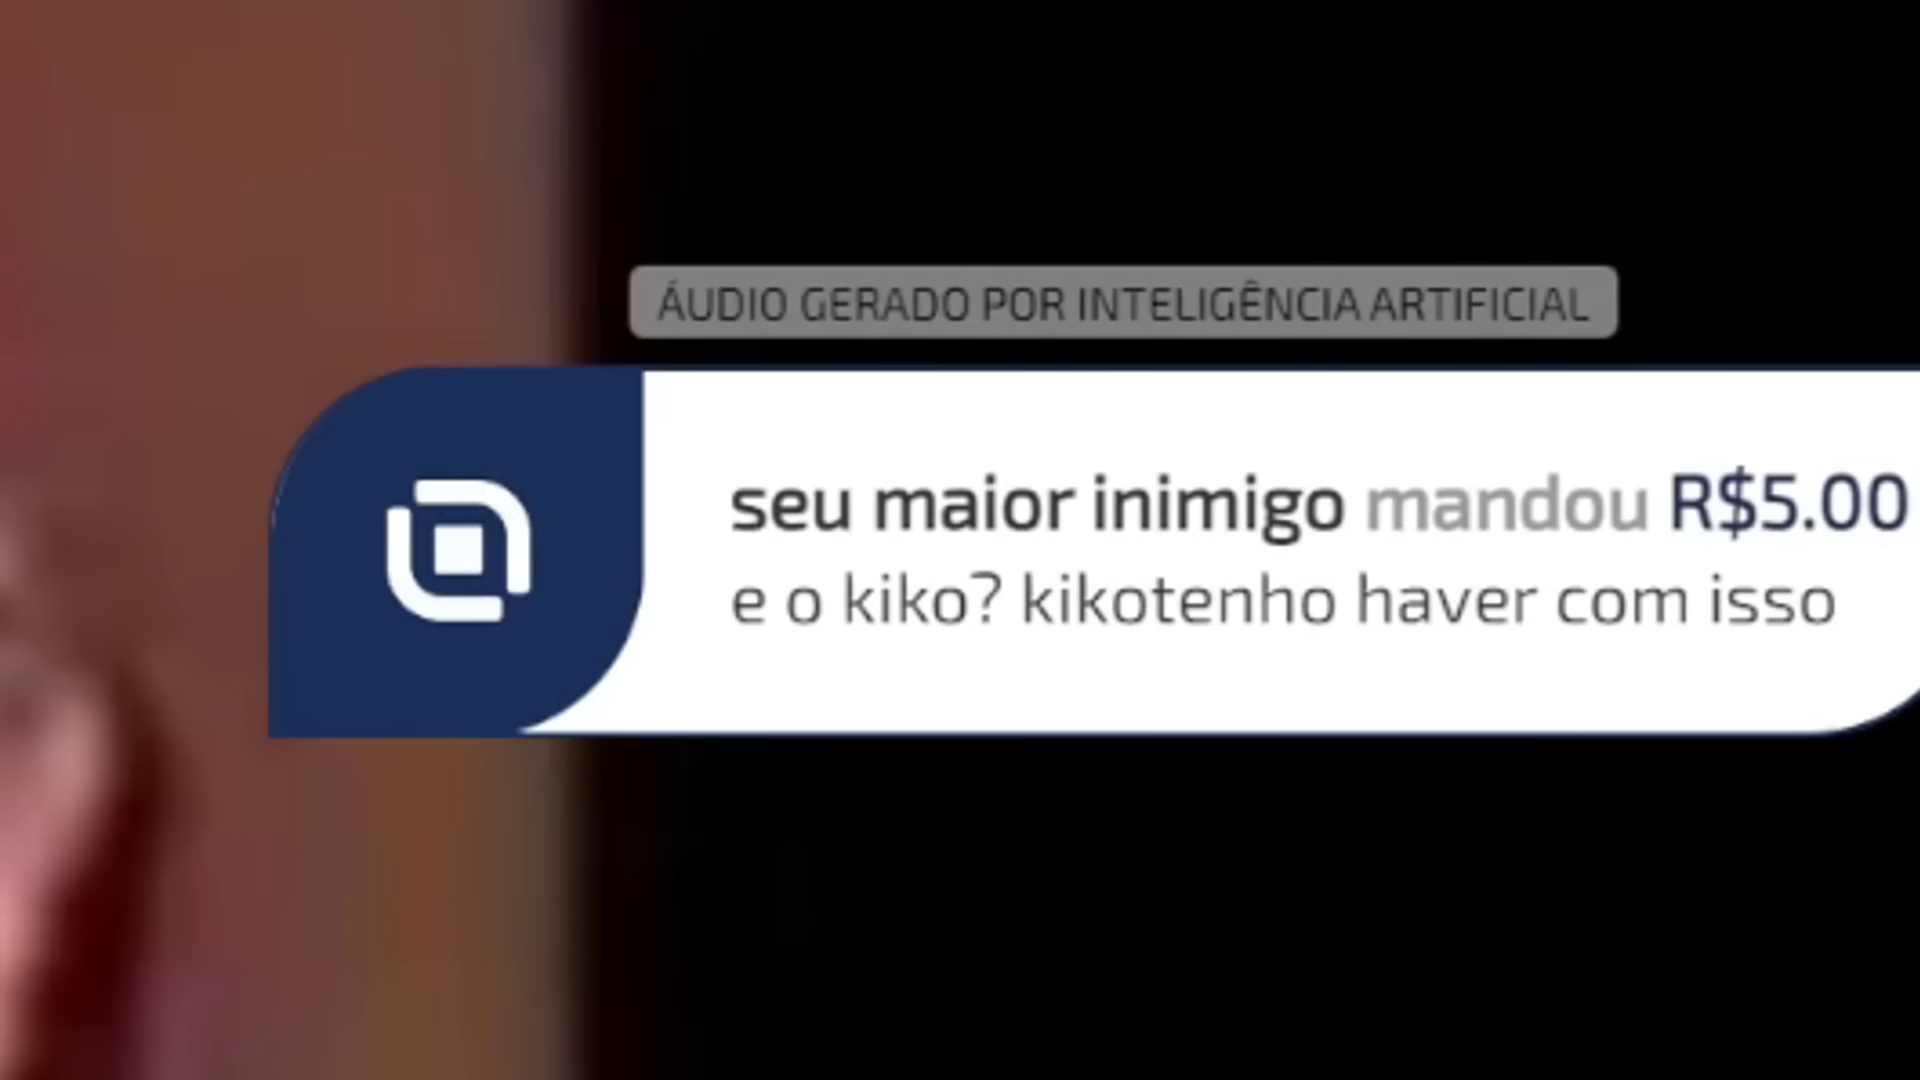 ÁUDIO GERADO POR INTELIGÊNCIA ARTIFICIAL
seu maior inimigo mandou R$5.00
e o kiko? kikotenho haver com isso